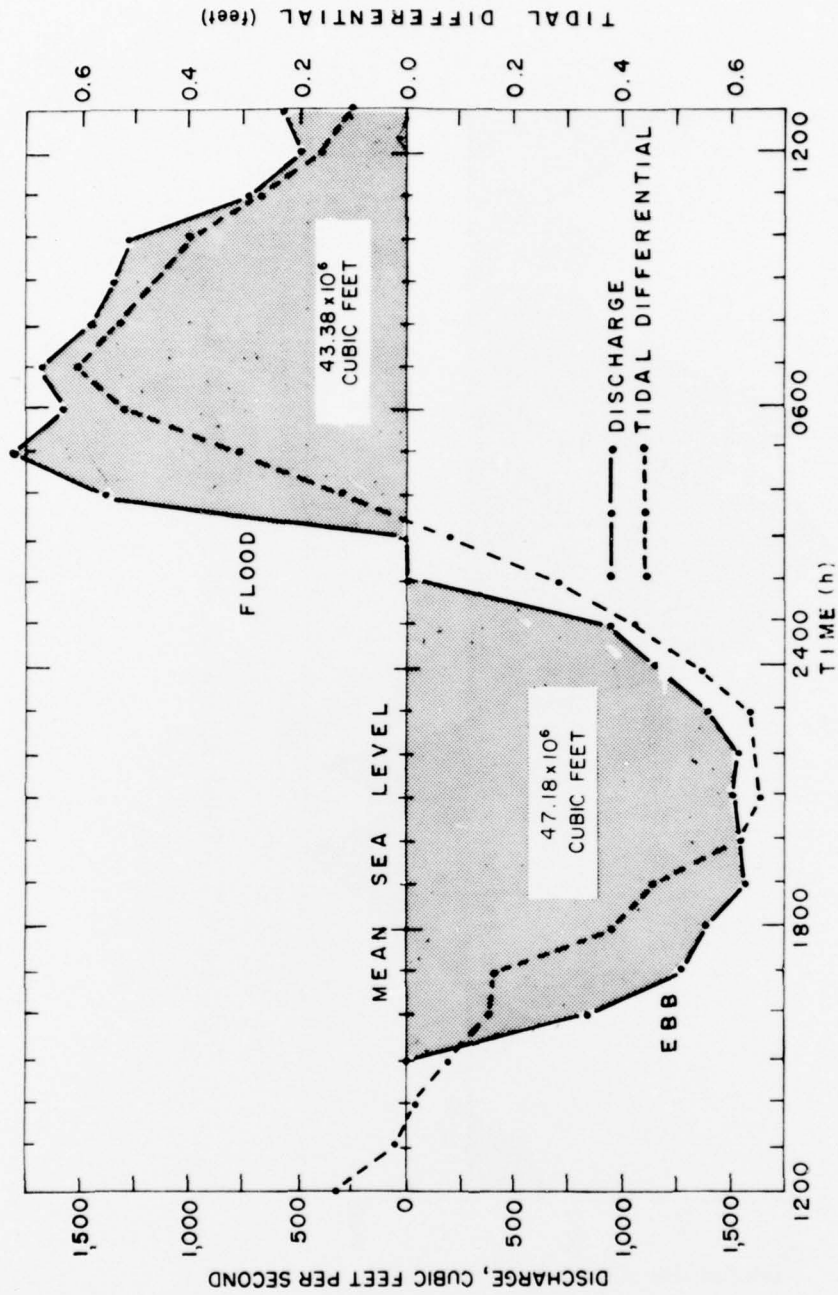 TIDAL DIFFERENTIAL (feet)
0.6
0.4
0.2
0.0
0.2
0.4
0.6
1,500
1,000
500
0
500
1,000
1,500
DISCHARGE, CUBIC FEET PER SECOND
FLOOD
43.38 x 10⁶
CUBIC FEET
MEAN SEA LEVEL
47.18 x 10⁶
CUBIC FEET
EBB
DISCHARGE
TIDAL DIFFERENTIAL
1200
1800
2400
0600
1200
TIME (h)